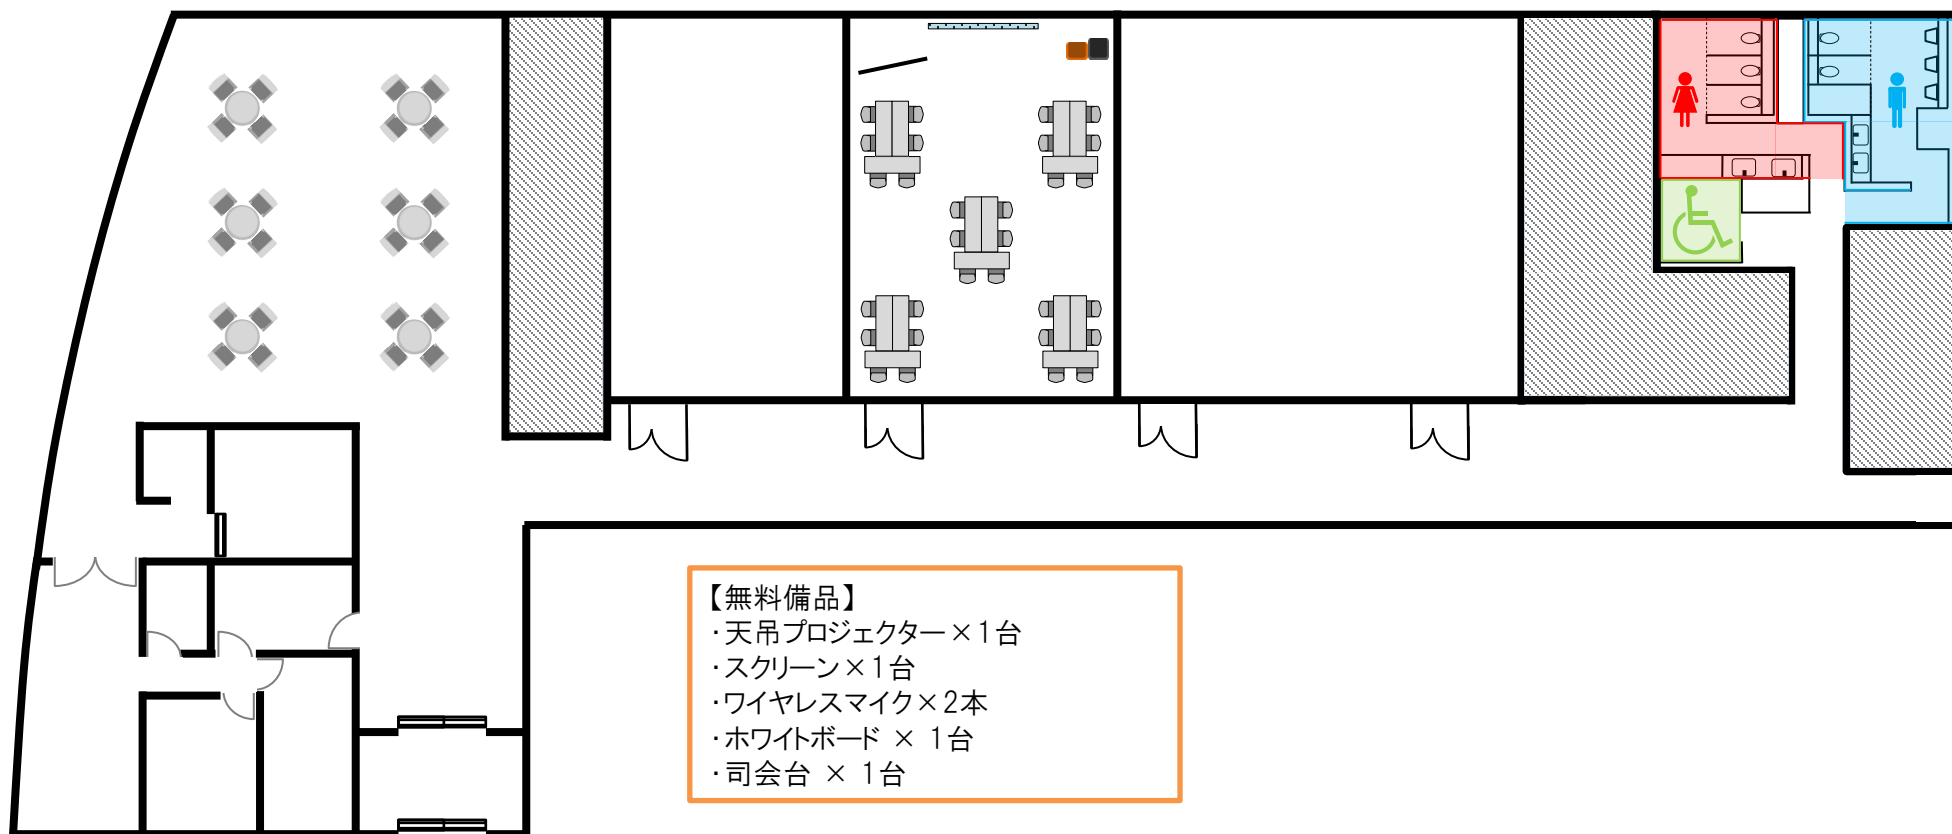 【無料備品】
・天吊プロジェクター×1台
・スクリーン×1台
・ワイヤレスマイク×2本
・ホワイトボード × 1台
・司会台 × 1台